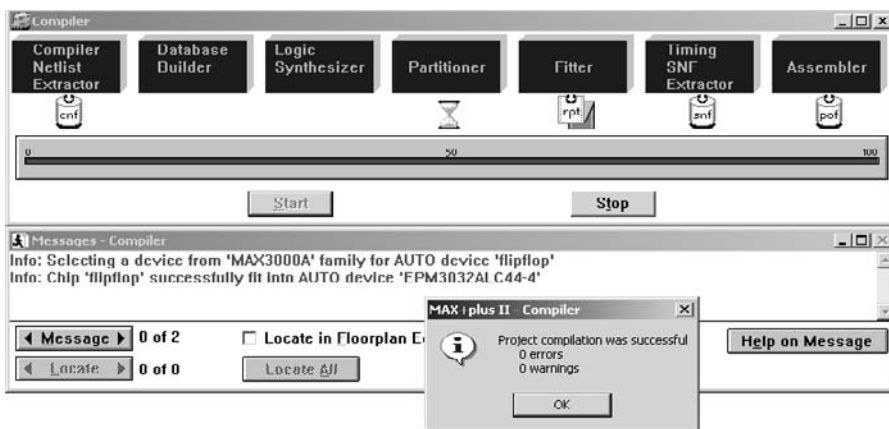 Compiler
Compiler Netlist Extractor
Database Builder
Logic Synthesizer
Partitioner
Fitter
Timing SNF Extractor
Assembler
cnf
rpt
snf
pof
0 50 100
Start Stop
Messages - Compiler
Info: Selecting a device from 'MAX3000A' family for AUTO device 'flipflop'
Info: Chip 'flipflop' successfully fit into AUTO device 'EPM3032ALC44-4'
Message 0 of 2
Locate in Floorplan E
Help on Message
Locate 0 of 0
Locate All
MAX+plus II - Compiler
Project compilation was successful
0 errors
0 warnings
OK